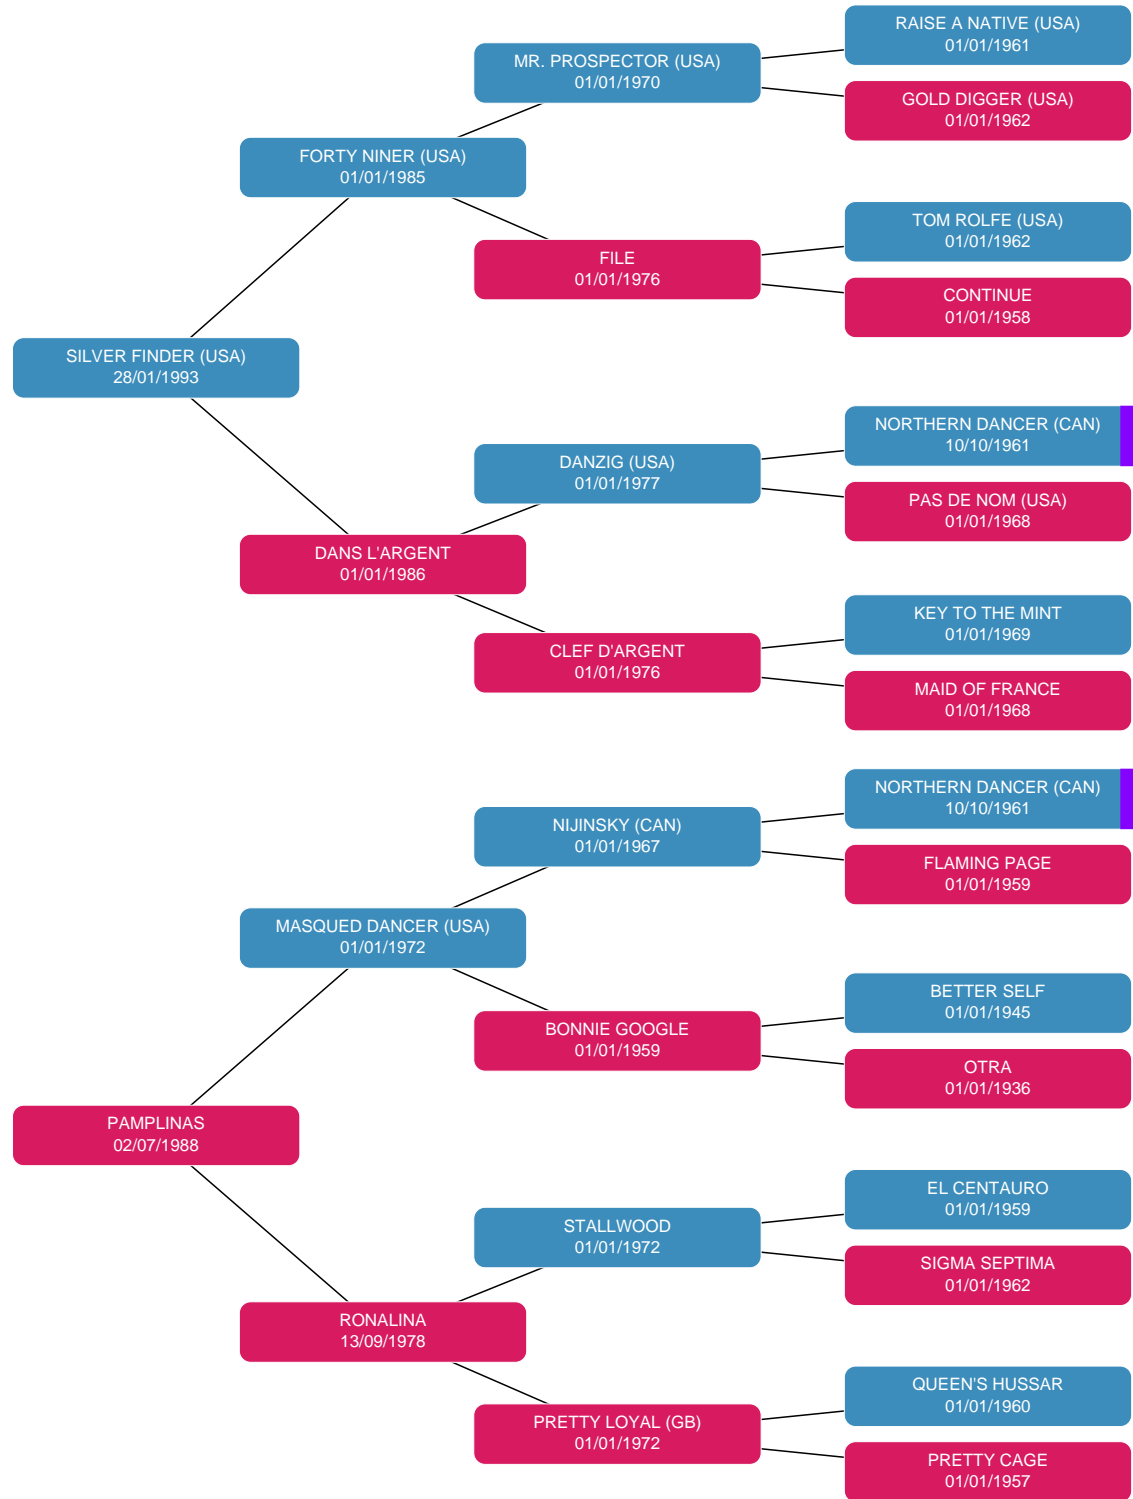 RAISE A NATIVE (USA)
01/01/1961
MR. PROSPECTOR (USA)
01/01/1970
GOLD DIGGER (USA)
01/01/1962
FORTY NINER (USA)
01/01/1985
TOM ROLFE (USA)
01/01/1962
FILE
01/01/1976
CONTINUE
01/01/1958
SILVER FINDER (USA)
28/01/1993
NORTHERN DANCER (CAN)
10/10/1961
DANZIG (USA)
01/01/1977
PAS DE NOM (USA)
01/01/1968
DANS L'ARGENT
01/01/1986
KEY TO THE MINT
01/01/1969
CLEF D'ARGENT
01/01/1976
MAID OF FRANCE
01/01/1968
NORTHERN DANCER (CAN)
10/10/1961
NIJINSKY (CAN)
01/01/1967
FLAMING PAGE
01/01/1959
MASQUED DANCER (USA)
01/01/1972
BETTER SELF
01/01/1945
BONNIE GOOGLE
01/01/1959
OTRA
01/01/1936
PAMPLINAS
02/07/1988
EL CENTAURO
01/01/1959
STALLWOOD
01/01/1972
SIGMA SEPTIMA
01/01/1962
RONALINA
13/09/1978
QUEEN'S HUSSAR
01/01/1960
PRETTY LOYAL (GB)
01/01/1972
PRETTY CAGE
01/01/1957